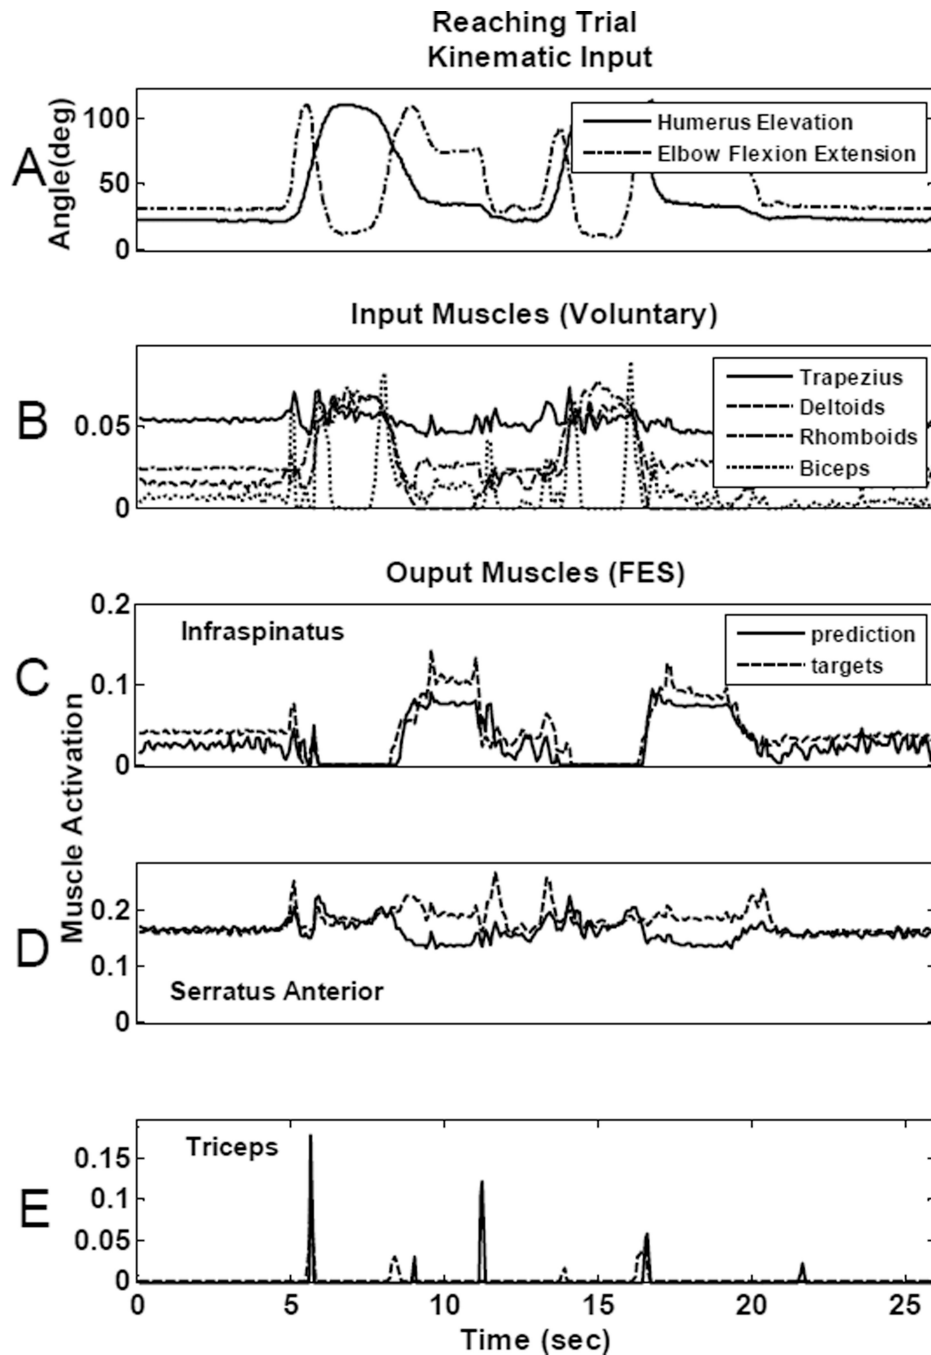 Reaching Trial
Kinematic Input
A
Angle(deg)
100
50
0
Humerus Elevation
Elbow Flexion Extension
Input Muscles (Voluntary)
B
0.05
0
Trapezius
Deltoids
Rhomboids
Biceps
Ouput Muscles (FES)
C
Muscle Activation
0.2
0.1
0
Infraspinatus
prediction
targets
D
0.2
0.1
0
Serratus Anterior
E
0.15
0.1
0.05
0
Triceps
0 5 10 15 20 25
Time (sec)